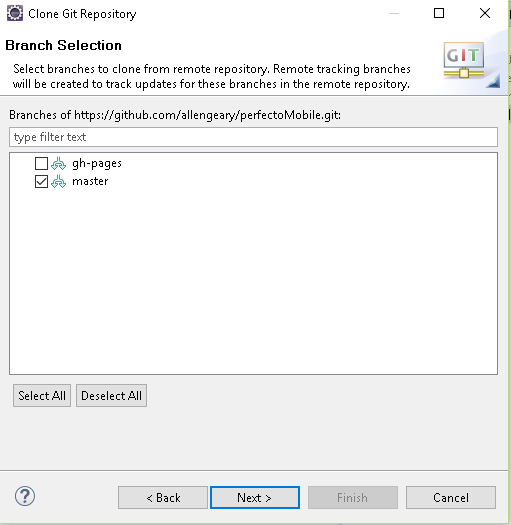 Clone Git Repository
Branch Selection
Select branches to clone from remote repository. Remote tracking branches
will be created to track updates for these branches in the remote repository.
GIT
Branches of https://github.com/allengeary/perfectoMobile.git:
type filter text
gh-pages
master
Select All
Deselect All
?
< Back
Next >
Finish
Cancel